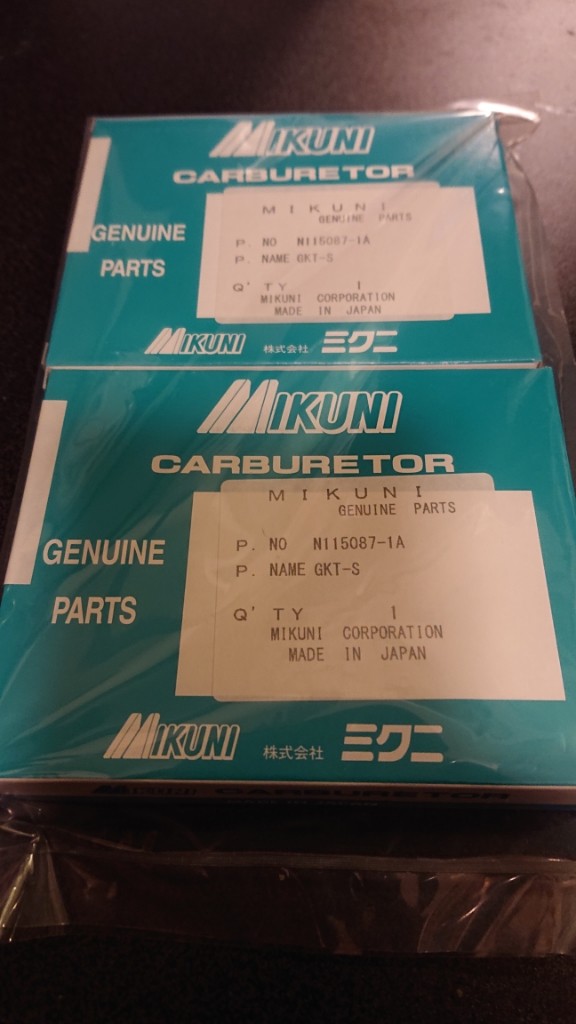 MIKUNI
CARBURETOR
GENUINE
PARTS
MIKUNI
GENUINE PARTS
P. NO N115087-1A
P. NAME GKT-S
Q'TY 1
MIKUNI CORPORATION
MADE IN JAPAN
MIKUNI 株式会社 ミクニ
MIKUNI
CARBURETOR
GENUINE
PARTS
MIKUNI
GENUINE PARTS
P. NO N115087-1A
P. NAME GKT-S
Q'TY 1
MIKUNI CORPORATION
MADE IN JAPAN
MIKUNI 株式会社 ミクニ
MIKUNI CARBURETOR